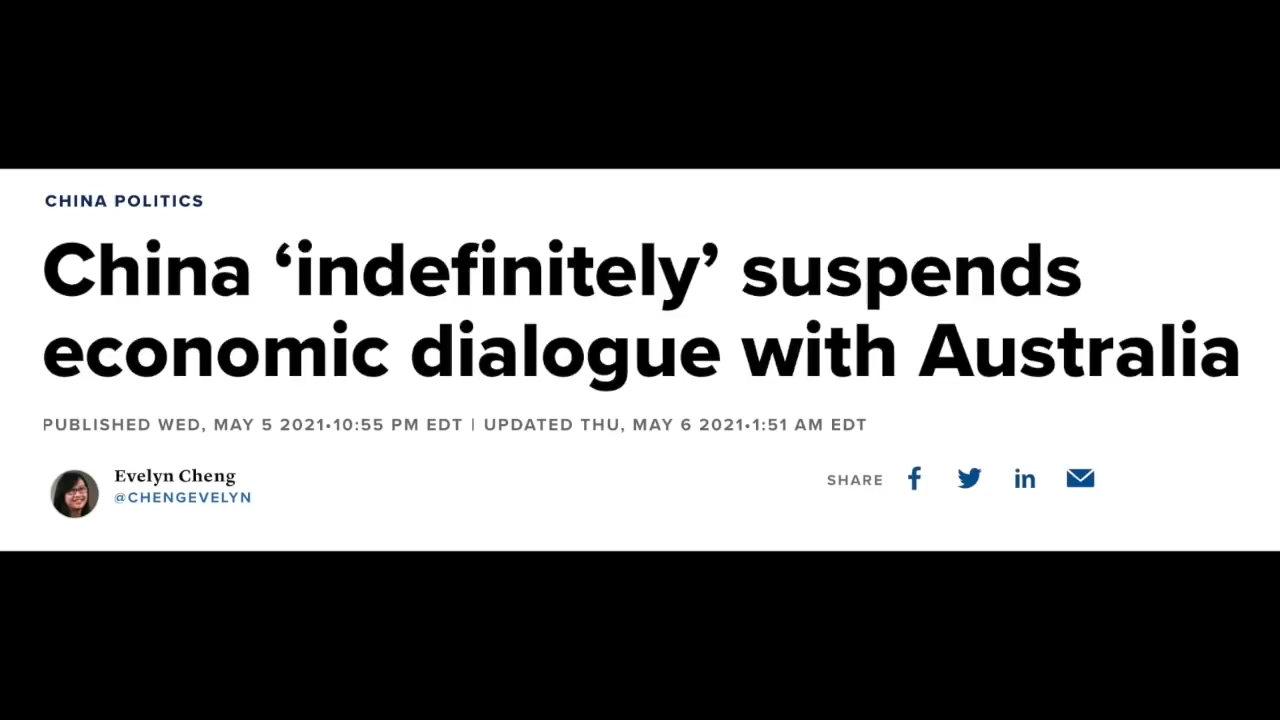 CHINA POLITICS
China ‘indefinitely’ suspends
economic dialogue with Australia
PUBLISHED WED, MAY 5 2021•10:55 PM EDT | UPDATED THU, MAY 6 2021•1:51 AM EDT
Evelyn Cheng
@CHENGEVELYN
SHARE